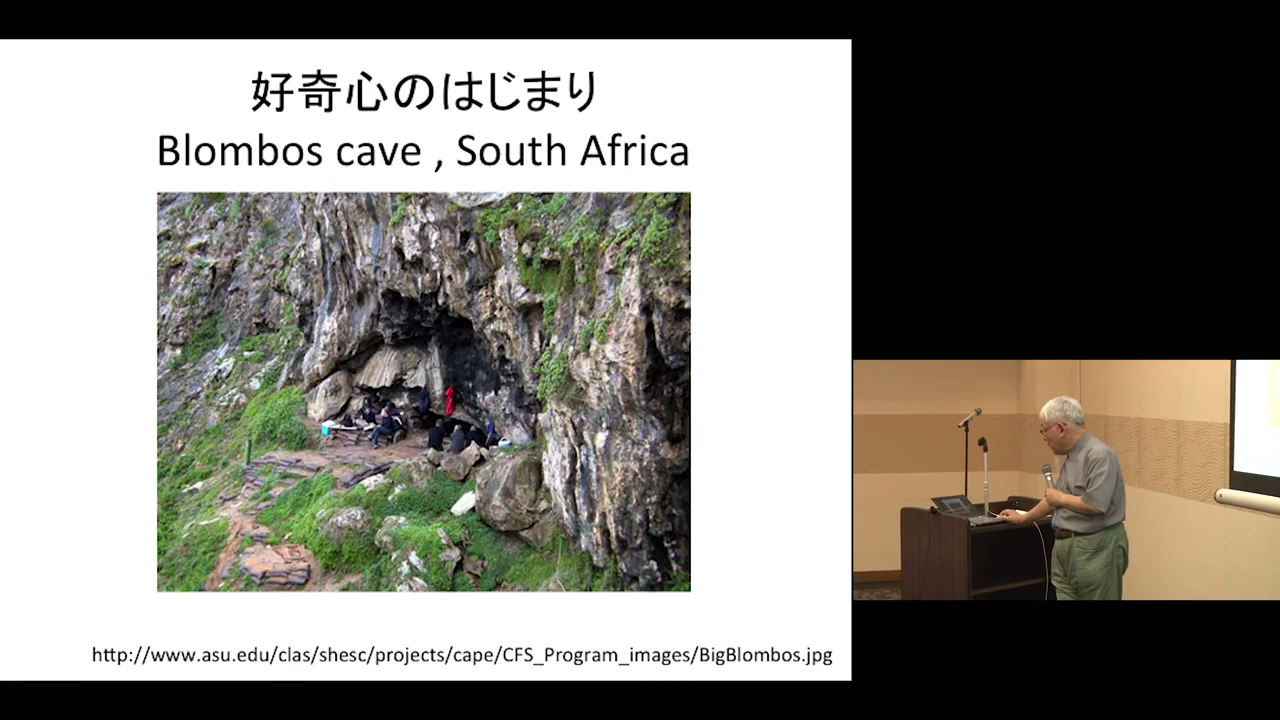 好奇心のはじまり
Blombos cave , South Africa
http://www.asu.edu/clas/shesc/projects/cape/CFS_Program_images/BigBlombos.jpg